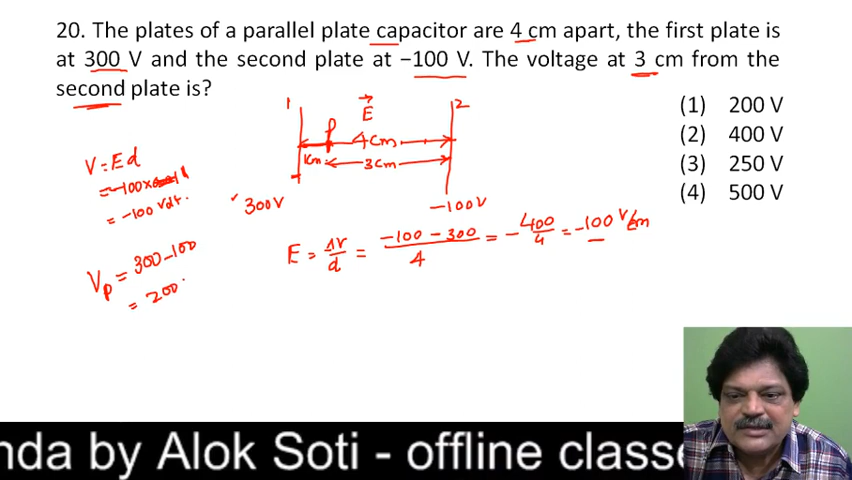 20. The plates of a parallel plate capacitor are 4 cm apart, the first plate is
at 300 V and the second plate at −100 V. The voltage at 3 cm from the
second plate is?
(1) 200 V
(2) 400 V
(3) 250 V
(4) 500 V
1
E
2
P
4cm
1cm
3cm
300V
-100V
V=Ed
= -100 Volt.
Vp = 300-100
= 200.
E = ΔV/d = -100 - 300 / 4 = - 400/4 = -100 V/cm
nda by Alok Soti - offline classe